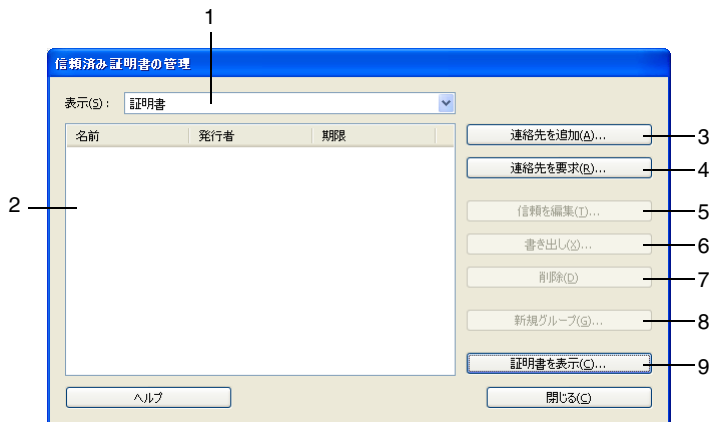 1
信頼済み証明書の管理
表示(S): 証明書
名前 発行者 期限
連絡先を追加(A)... 3
連絡先を要求(R)... 4
2
信頼を編集(T)... 5
書き出し(X)... 6
削除(D) 7
新規グループ(G)... 8
証明書を表示(C)... 9
ヘルプ 閉じる(C)